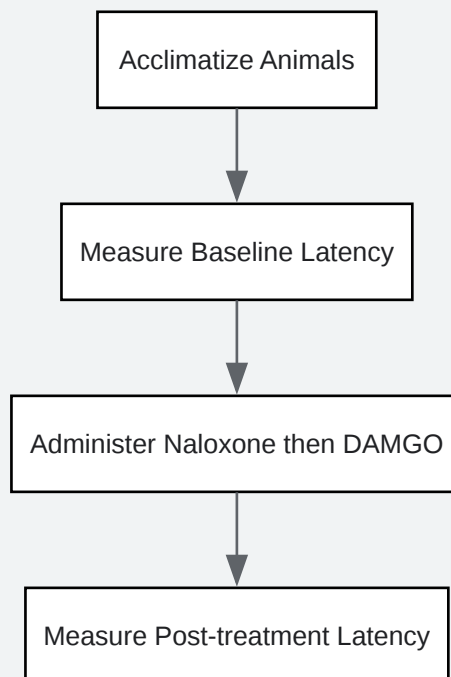 Acclimatize Animals
Measure Baseline Latency
Administer Naloxone then DAMGO
Measure Post-treatment Latency